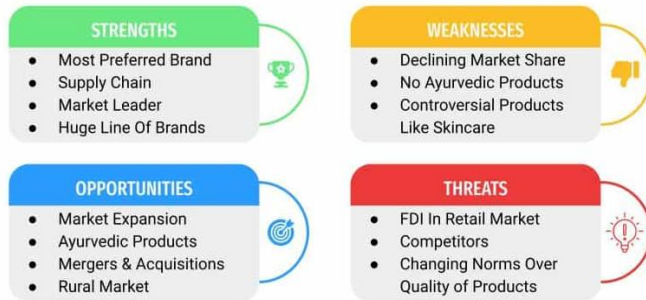 STRENGTHS
● Most Preferred Brand
● Supply Chain
● Market Leader
● Huge Line Of Brands
WEAKNESSES
● Declining Market Share
● No Ayurvedic Products
● Controversial Products
Like Skincare
OPPORTUNITIES
● Market Expansion
● Ayurvedic Products
● Mergers & Acquisitions
● Rural Market
THREATS
● FDI In Retail Market
● Competitors
● Changing Norms Over
Quality of Products